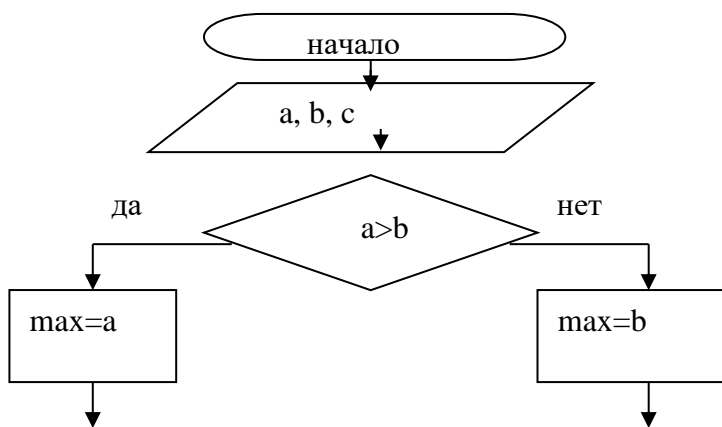 начало
a, b, c
да
a>b
нет
max=a
max=b